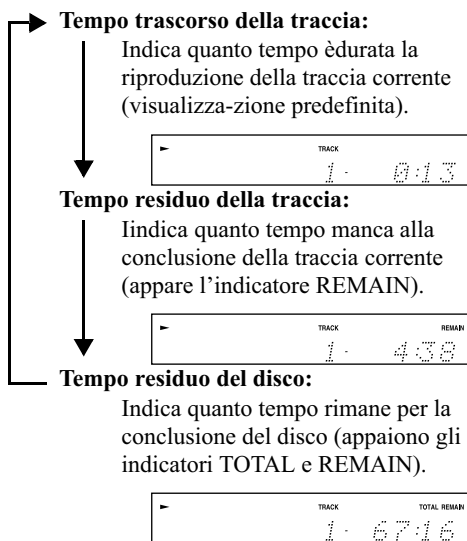 Tempo trascorso della traccia:
Indica quanto tempo èdurata la
riproduzione della traccia corrente
(visualizza-zione predefinita).
TRACK
1 · 0:13
Tempo residuo della traccia:
Iindica quanto tempo manca alla
conclusione della traccia corrente
(appare l’indicatore REMAIN).
TRACK REMAIN
1 · 4:38
Tempo residuo del disco:
Indica quanto tempo rimane per la
conclusione del disco (appaiono gli
indicatori TOTAL e REMAIN).
TRACK TOTAL REMAIN
1 · 67:16